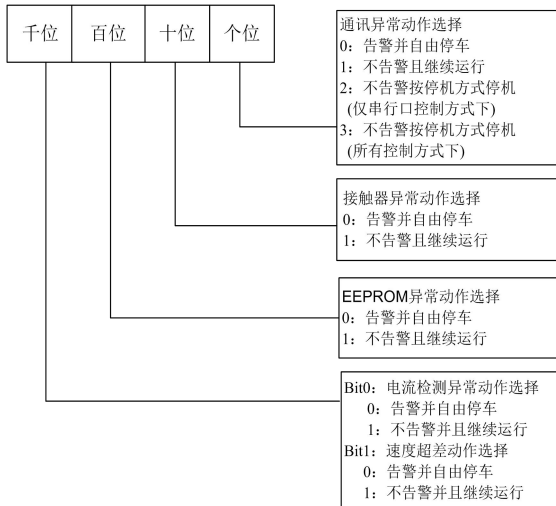 千位 百位 十位 个位
通讯异常动作选择
0：告警并自由停车
1：不告警且继续运行
2：不告警按停机方式停机
(仅串行口控制方式下)
3：不告警按停机方式停机
(所有控制方式下)
接触器异常动作选择
0：告警并自由停车
1：不告警且继续运行
EEPROM异常动作选择
0：告警并自由停车
1：不告警且继续运行
Bit0：电流检测异常动作选择
0：告警并自由停车
1：不告警并且继续运行
Bit1：速度超差动作选择
0：告警并自由停车
1：不告警并且继续运行